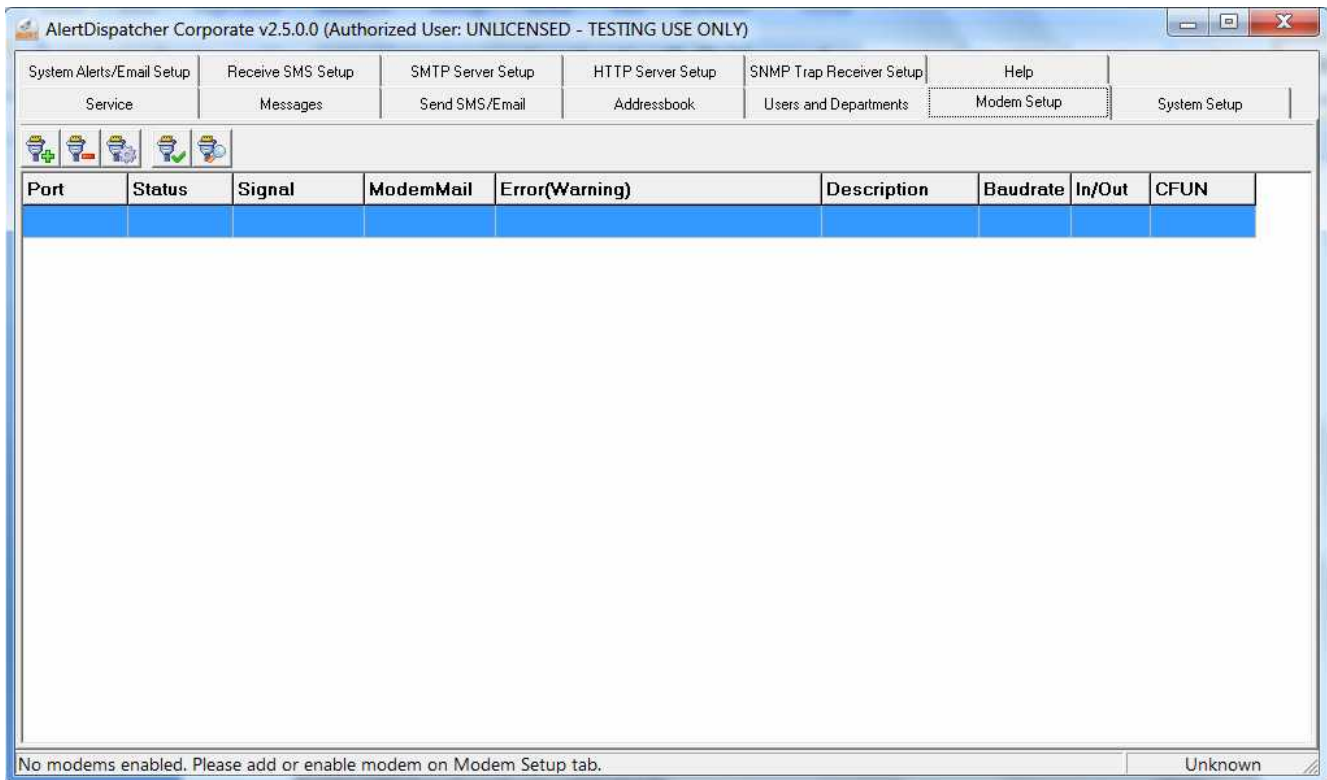 AlertDispatcher Corporate v2.5.0.0 (Authorized User: UNLICENSED - TESTING USE ONLY)
System Alerts/Email Setup Receive SMS Setup SMTP Server Setup HTTP Server Setup SNMP Trap Receiver Setup Help
Service Messages Send SMS/Email Addressbook Users and Departments Modem Setup System Setup
Port Status Signal ModemMail Error(Warning) Description Baudrate In/Out CFUN
No modems enabled. Please add or enable modem on Modem Setup tab. Unknown